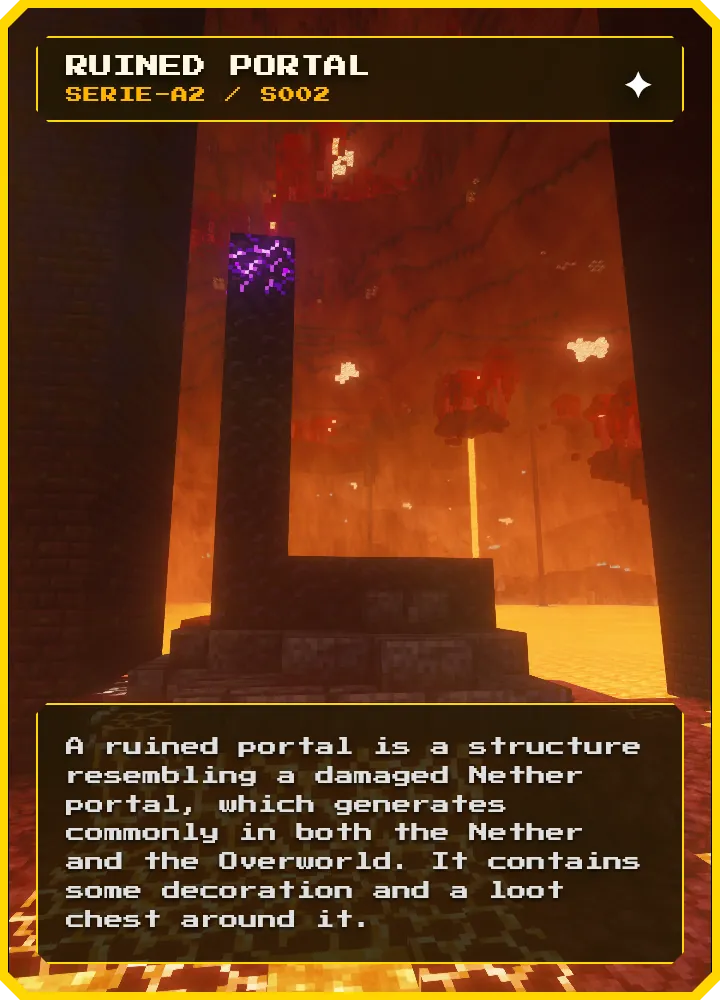 RUINED PORTAL
SERIE-A2 / S002
A ruined portal is a structure
resembling a damaged Nether
portal, which generates
commonly in both the Nether
and the Overworld. It contains
some decoration and a loot
chest around it.